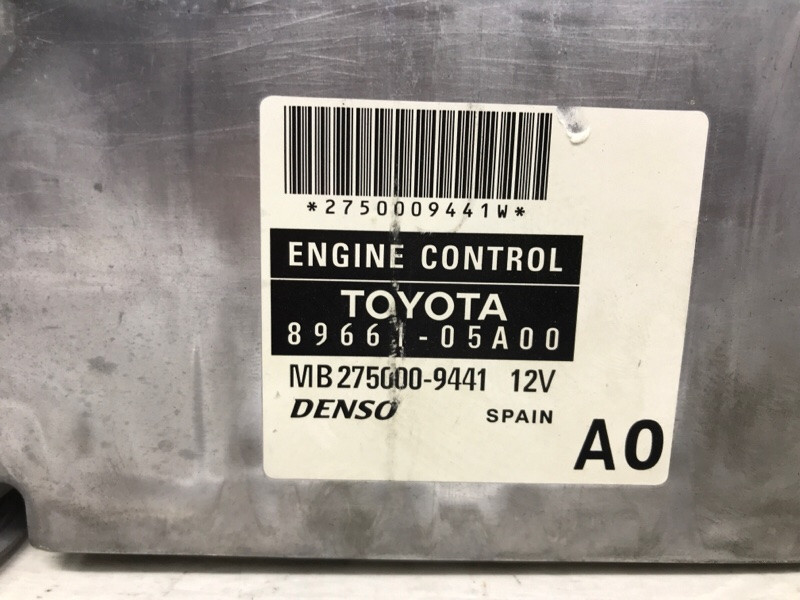 *2750009441W*
ENGINE CONTROL
TOYOTA
89661-05A00
MB275000-9441 12V
DENSO SPAIN
A0